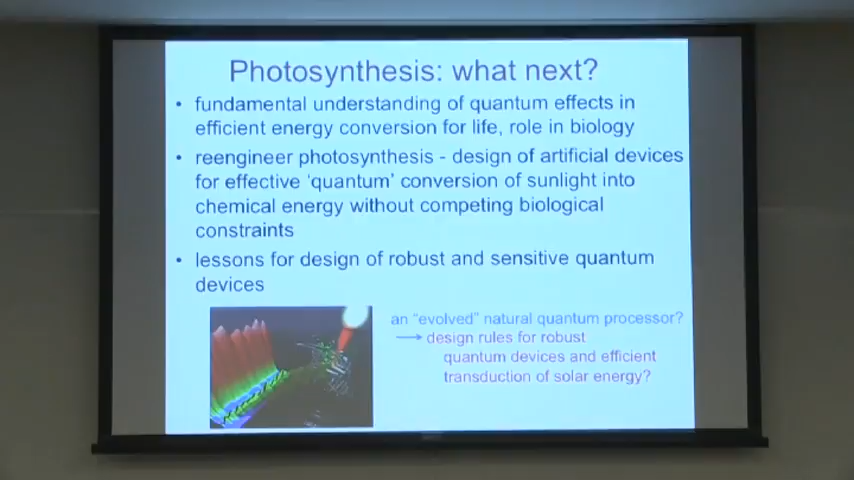 Photosynthesis: what next?
• fundamental understanding of quantum effects in
efficient energy conversion for life, role in biology
• reengineer photosynthesis - design of artificial devices
for effective 'quantum' conversion of sunlight into
chemical energy without competing biological
constraints
• lessons for design of robust and sensitive quantum
devices
an "evolved" natural quantum processor?
→ design rules for robust
quantum devices and efficient
transduction of solar energy?